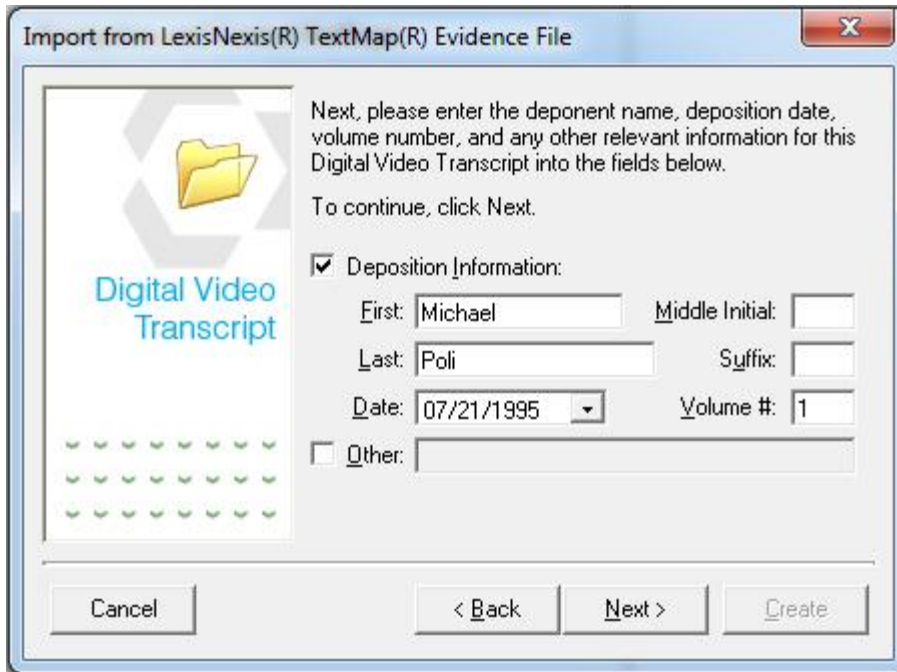 Import from LexisNexis(R) TextMap(R) Evidence File
X
Next, please enter the deponent name, deposition date,
volume number, and any other relevant information for this
Digital Video Transcript into the fields below.
To continue, click Next.
Digital Video
Transcript
Deposition Information:
First: Michael Middle Initial:
Last: Poli Suffix:
Date: 07/21/1995 Volume #: 1
Other:
Cancel < Back Next > Create